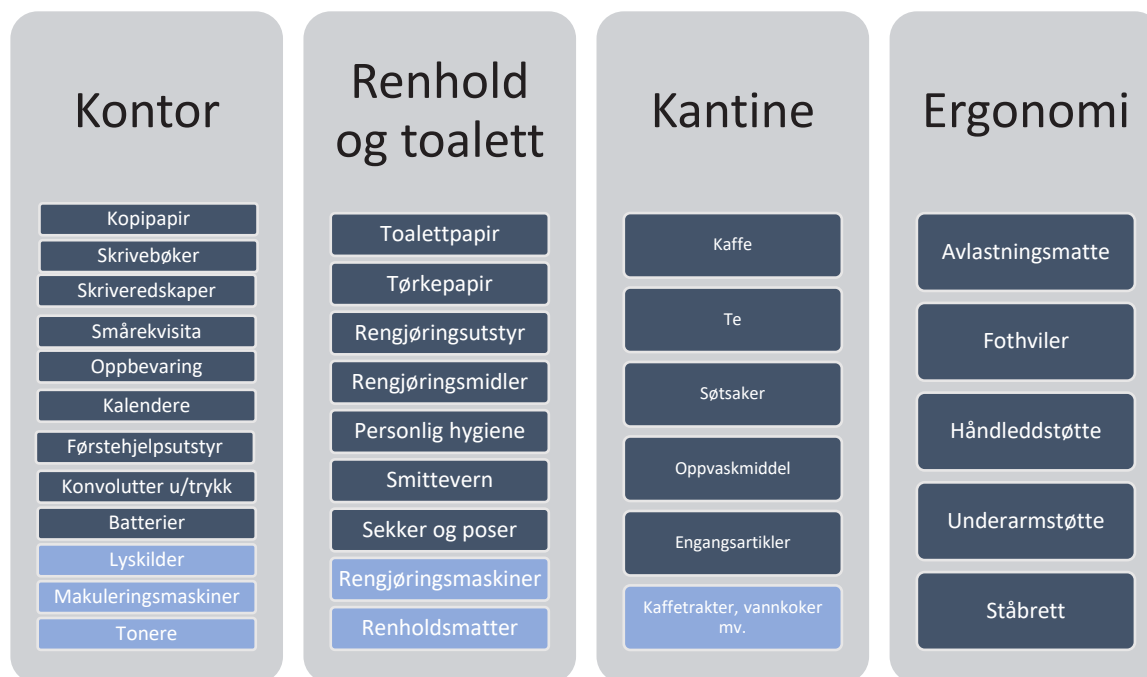 Kontor
Kopipapir
Skrivebøker
Skriveredskaper
Smårekvisita
Oppbevaring
Kalendere
Førstehjelpsutstyr
Konvolutter u/trykk
Batterier
Lyskilder
Makuleringsmaskiner
Tonere
Renhold
og toalett
Toalettpapir
Tørkepapir
Rengjøringsutstyr
Rengjøringsmidler
Personlig hygiene
Smittevern
Sekker og poser
Rengjøringsmaskiner
Renholdsmatter
Kantine
Kaffe
Te
Søtsaker
Oppvaskmiddel
Engangsartikler
Kaffetrakter, vannkoker
mv.
Ergonomi
Avlastningsmatte
Fothviler
Håndleddstøtte
Underarmstøtte
Ståbrett